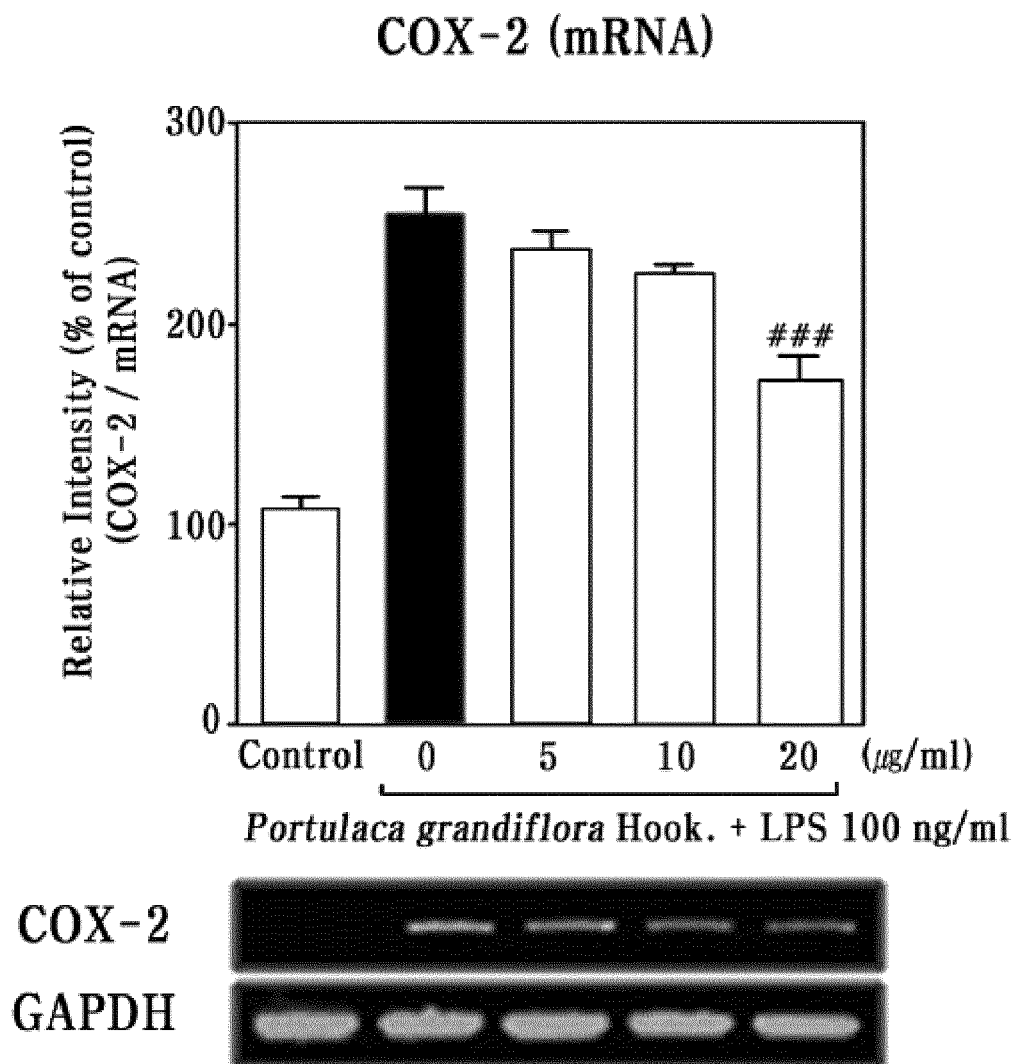 COX-2 (mRNA)
Relative Intensity (% of control)
(COX-2 / mRNA)
300
200
100
0
###
Control 0 5 10 20 (㎍/ml)
Portulaca grandiflora Hook. + LPS 100 ng/ml
COX-2
GAPDH